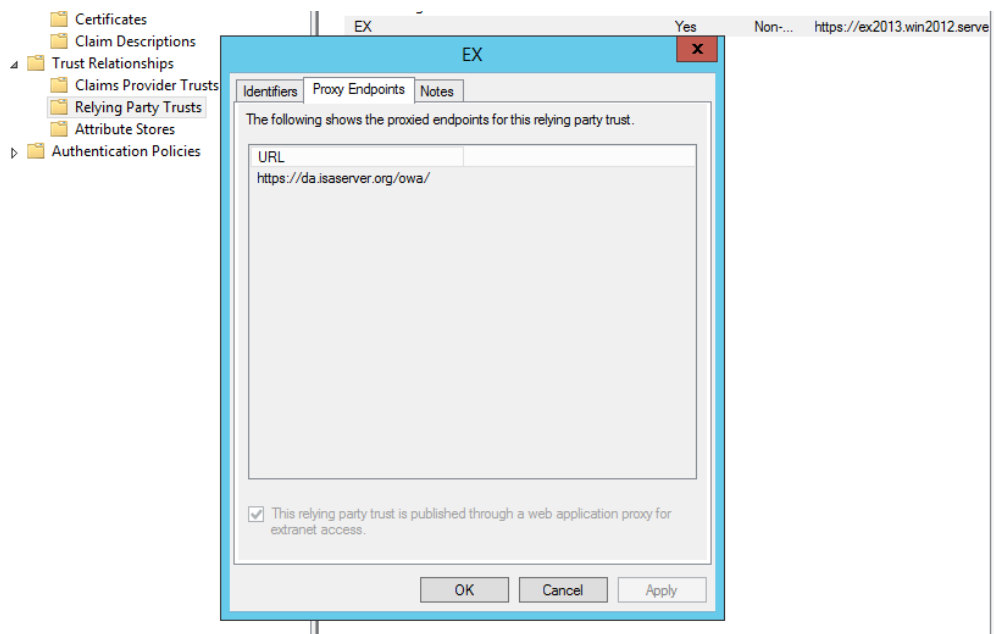 Certificates
Claim Descriptions
Trust Relationships
Claims Provider Trusts
Relying Party Trusts
Attribute Stores
Authentication Policies
EX Yes Non-... https://ex2013.win2012.serve
EX
x
Identifiers Proxy Endpoints Notes
The following shows the proxied endpoints for this relying party trust.
URL
https://da.isaserver.org/owa/
This relying party trust is published through a web application proxy for
extranet access.
OK Cancel Apply